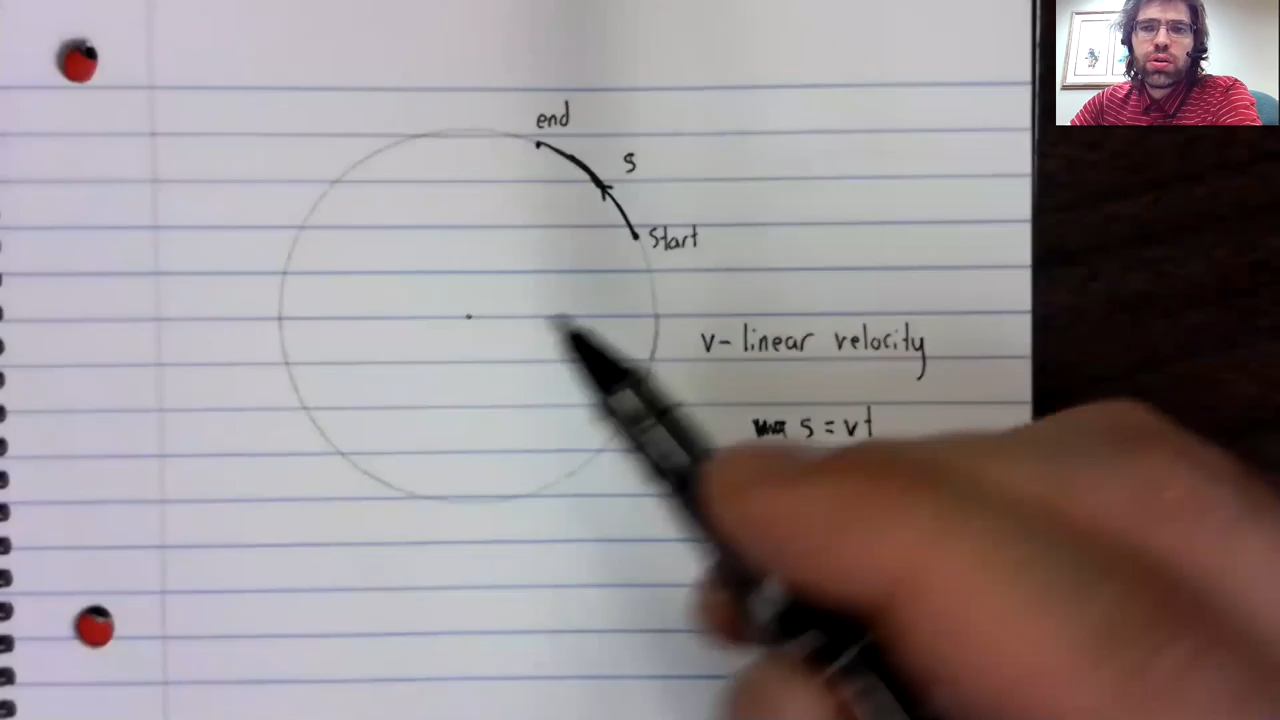 end
s
Start
v- linear velocity
s = vt